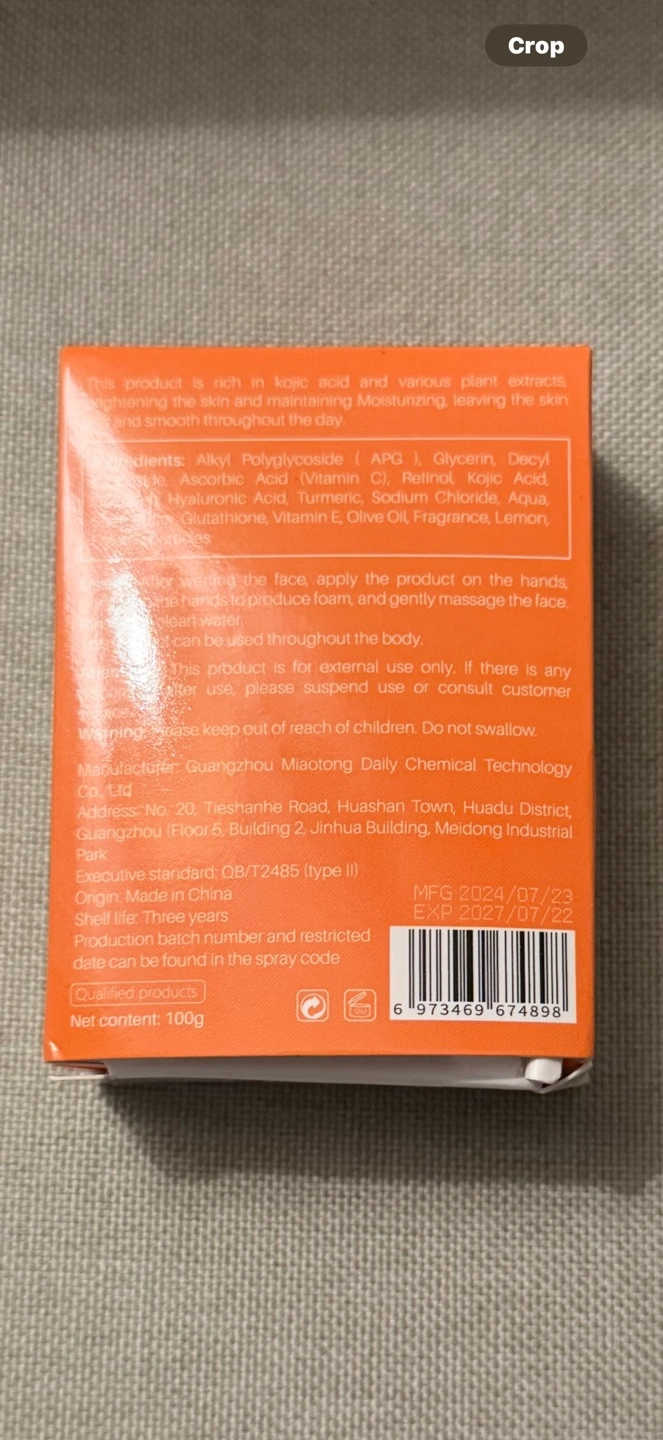 Crop
This product is rich in kojic acid and various plant extracts,
the skin and maintaining Moisturizing, leaving the skin
and smooth throughout the day.
Alkyl Polyglycoside ( APG ), Glycerin, Decyl
Ascorbic Acid (Vitamin C), Retinol, Kojic Acid,
Hyaluronic Acid, Turmeric, Sodium Chloride, Aqua,
Glutathione, Vitamin E, Olive Oil, Fragrance, Lemon,
the face, apply the product on the hands,
hands to produce foam, and gently massage the face.
clean water.
can be used throughout the body.
This product is for external use only. If there is any
after use, please suspend use or consult customer
Warning: Please keep out of reach of children. Do not swallow.
Manufacturer: Guangzhou Miaotong Daily Chemical Technology
Co., Ltd
Address: No. 20, Tieshanhe Road, Huashan Town, Huadu District,
Guangzhou (Floor 5, Building 2, Jinhua Building, Meidong Industrial
Park
Executive standard: QB/T2485 (type II)
Origin: Made in China
Shelf life: Three years
Production batch number and restricted
date can be found in the spray code
MFG 2024/07/23
EXP 2027/07/22
Qualified products
Net content: 100g
6 973469 674898